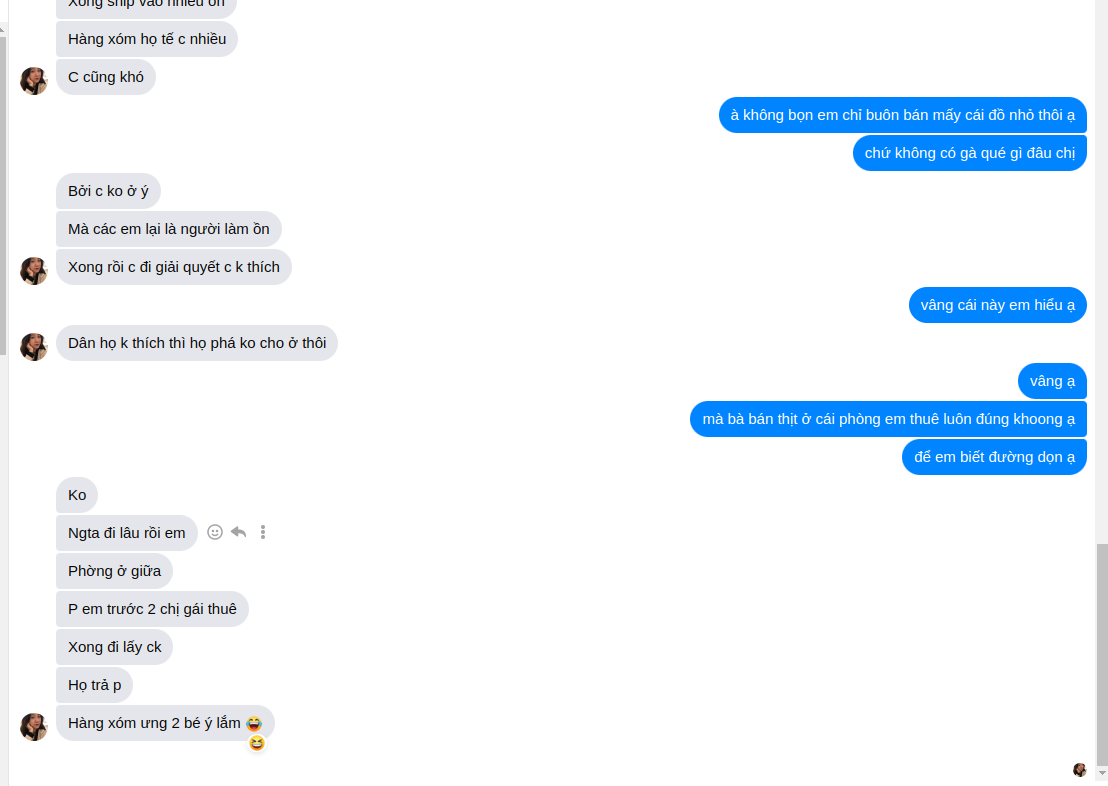 Xong ship vào nhiều ồn
Hàng xóm họ tế c nhiều
C cũng khó
à không bọn em chỉ buôn bán mấy cái đồ nhỏ thôi ạ
chứ không có gà qué gì đâu chị
Bởi c ko ở ý
Mà các em lại là người làm ồn
Xong rồi c đi giải quyết c k thích
vâng cái này em hiểu ạ
Dân họ k thích thì họ phá ko cho ở thôi
vâng ạ
mà bà bán thịt ở cái phòng em thuê luôn đúng khoong ạ
để em biết đường dọn ạ
Ko
Ngta đi lâu rồi em
Phờng ở giữa
P em trước 2 chị gái thuê
Xong đi lấy ck
Họ trả p
Hàng xóm ưng 2 bé ý lắm 😂
😆